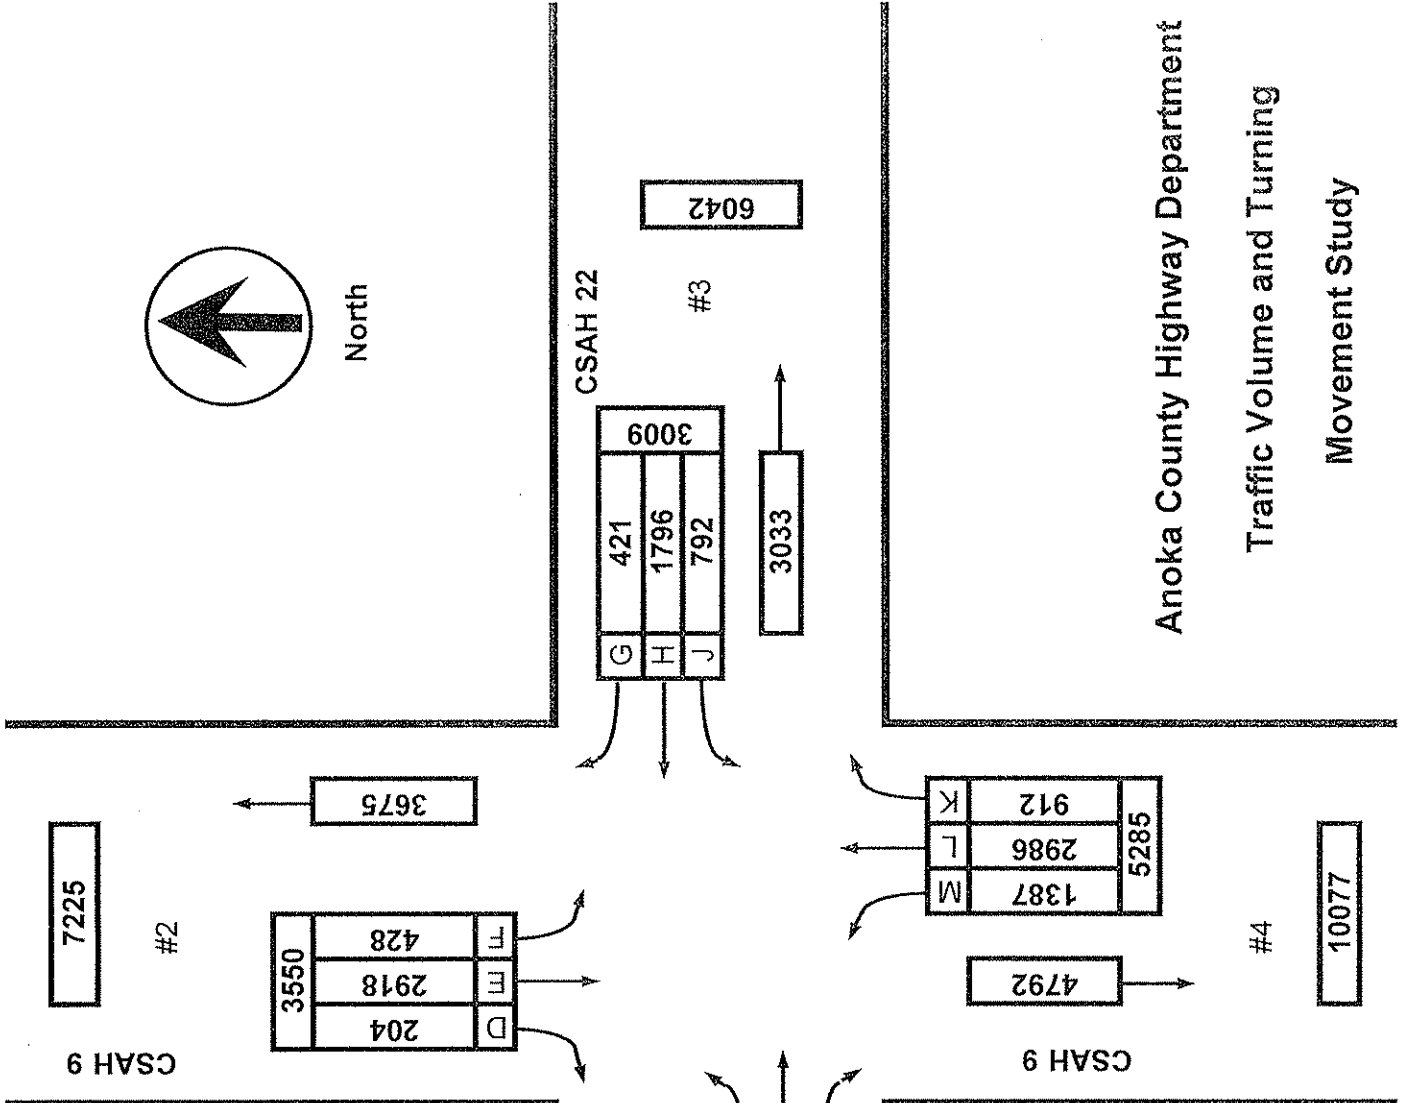 Anoka County Highway Department
Traffic Volume and Turning
Movement Study
North
CSAH 22
#3
6042
3009
G 421
H 1796
J 792
3033
CSAH 9
7225
#2
3675
3550
D 204
E 2918
F 428
K 912
L 2986
M 1387
5285
4792
#4
10077
CSAH 9